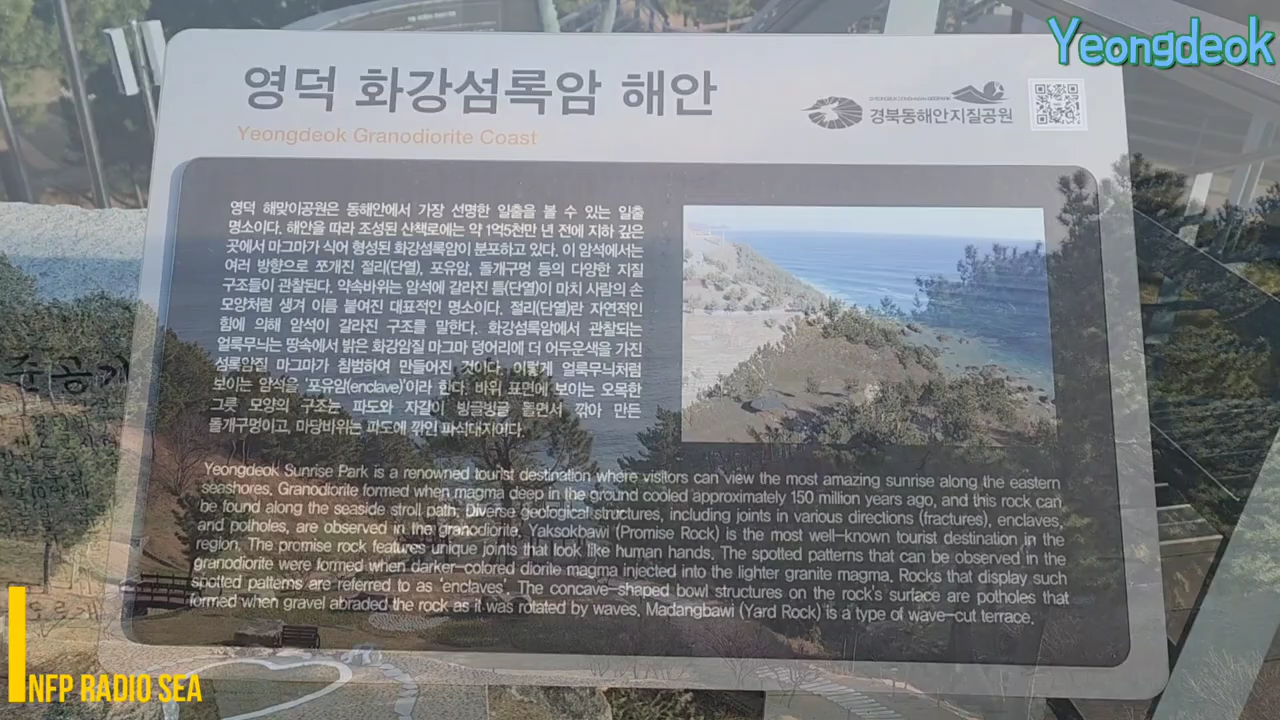 Yeongdeok
영덕 화강섬록암 해안
Yeongdeok Granodiorite Coast
경북동해안지질공원
영덕 해맞이공원은 동해안에서 가장 선명한 일출을 볼 수 있는 일출
명소이다. 해안을 따라 조성된 산책로에는 약 1억5천만 년 전에 지하 깊은
곳에서 마그마가 식어 형성된 화강섬록암이 분포하고 있다. 이 암석에서는
여러 방향으로 쪼개진 절리(단열), 포유암, 돌개구멍 등의 다양한 지질
구조들이 관찰된다. 약속바위는 암석에 갈라진 틈(단열)이 마치 사람의 손
모양처럼 생겨 이름 붙여진 대표적인 명소이다. 절리(단열)란 자연적인
힘에 의해 암석이 갈라진 구조를 말한다. 화강섬록암에서 관찰되는
얼룩무늬는 땅속에서 밝은 화강암질 마그마 덩어리에 더 어두운색을 가진
섬록암질 마그마가 침범하여 만들어진 것이다. 이렇게 얼룩무늬처럼
보이는 암석을 '포유암(enclave)'이라 한다. 바위 표면에 보이는 오목한
그릇 모양의 구조는 파도와 자갈이 빙글빙글 돌면서 깎아 만든
돌개구멍이고, 마당바위는 파도에 깎인 파식대지이다.
Yeongdeok Sunrise Park is a renowned tourist destination where visitors can view the most amazing sunrise along the eastern
seashores. Granodiorite formed when magma deep in the ground cooled approximately 150 million years ago, and this rock can
be found along the seaside stroll path. Diverse geological structures, including joints in various directions (fractures), enclaves,
and potholes, are observed in the granodiorite. Yaksokbawi (Promise Rock) is the most well-known tourist destination in the
region. The promise rock features unique joints that look like human hands. The spotted patterns that can be observed in the
granodiorite were formed when darker-colored diorite magma injected into the lighter granite magma. Rocks that display such
spotted patterns are referred to as 'enclaves'. The concave-shaped bowl structures on the rock's surface are potholes that
formed when gravel abraded the rock as it was rotated by waves. Madangbawi (Yard Rock) is a type of wave-cut terrace.
NFP RADIO SEA